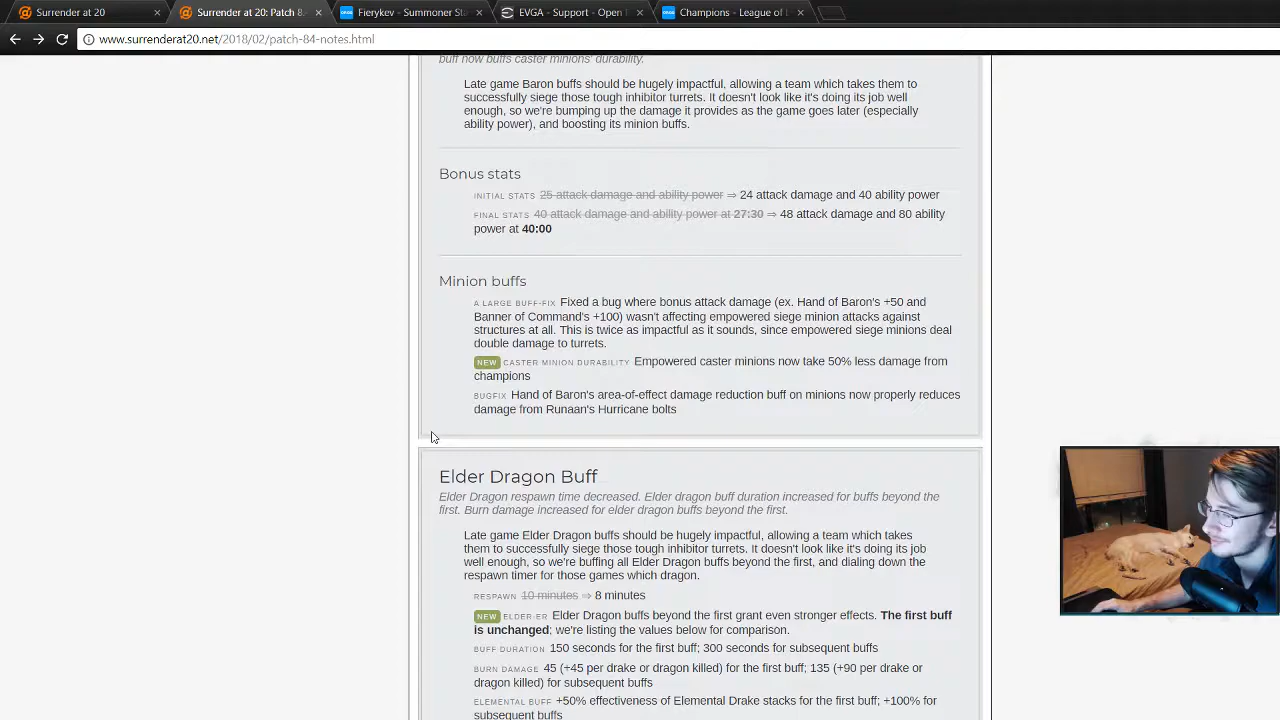 Surrender at 20
Surrender at 20: Patch 8.
Fierykev - Summoner Sta
EVGA - Support - Open
Champions - League of L
www.surrenderat20.net/2018/02/patch-84-notes.html
buff now buffs caster minions' durability.
Late game Baron buffs should be hugely impactful, allowing a team which takes them to
successfully siege those tough inhibitor turrets. It doesn't look like it's doing its job well
enough, so we're bumping up the damage it provides as the game goes later (especially
ability power), and boosting its minion buffs.
Bonus stats
INITIAL STATS 25 attack damage and ability power ⇒ 24 attack damage and 40 ability power
FINAL STATS 40 attack damage and ability power at 27:30 ⇒ 48 attack damage and 80 ability
power at 40:00
Minion buffs
A LARGE BUFF-FIX Fixed a bug where bonus attack damage (ex. Hand of Baron's +50 and
Banner of Command's +100) wasn't affecting empowered siege minion attacks against
structures at all. This is twice as impactful as it sounds, since empowered siege minions deal
double damage to turrets.
NEW CASTER MINION DURABILITY Empowered caster minions now take 50% less damage from
champions
BUGFIX Hand of Baron's area-of-effect damage reduction buff on minions now properly reduces
damage from Runaan's Hurricane bolts
Elder Dragon Buff
Elder Dragon respawn time decreased. Elder dragon buff duration increased for buffs beyond the
first. Burn damage increased for elder dragon buffs beyond the first.
Late game Elder Dragon buffs should be hugely impactful, allowing a team which takes
them to successfully siege those tough inhibitor turrets. It doesn't look like it's doing its job
well enough, so we're buffing all Elder Dragon buffs beyond the first, and dialing down the
respawn timer for those games which dragon.
RESPAWN 10 minutes ⇒ 8 minutes
NEW ELDER-ER Elder Dragon buffs beyond the first grant even stronger effects. The first buff
is unchanged; we're listing the values below for comparison.
BUFF DURATION 150 seconds for the first buff; 300 seconds for subsequent buffs
BURN DAMAGE 45 (+45 per drake or dragon killed) for the first buff; 135 (+90 per drake or
dragon killed) for subsequent buffs
ELEMENTAL BUFF +50% effectiveness of Elemental Drake stacks for the first buff; +100% for
subsequent buffs